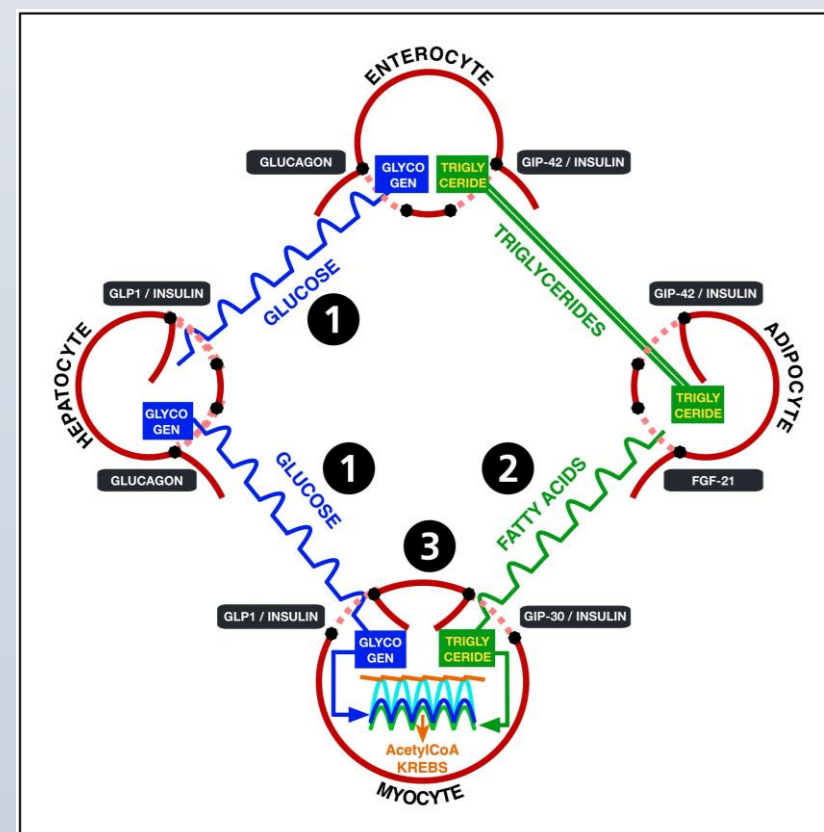 ENTEROCYTE
GLUCAGON
GLYCO
GEN
TRIGLY
CERIDE
GIP-42 / INSULIN
GLUCOSE
TRIGLYCERIDES
1
GLP1 / INSULIN
GIP-42 / INSULIN
HEPATOCYTE
ADIPOCYTE
GLYCO
GEN
TRIGLY
CERIDE
GLUCAGON
FGF-21
GLUCOSE
1
2
FATTY ACIDS
3
GLP1 / INSULIN
GIP-30 / INSULIN
GLYCO
GEN
TRIGLY
CERIDE
AcetylCoA
KREBS
MYOCYTE